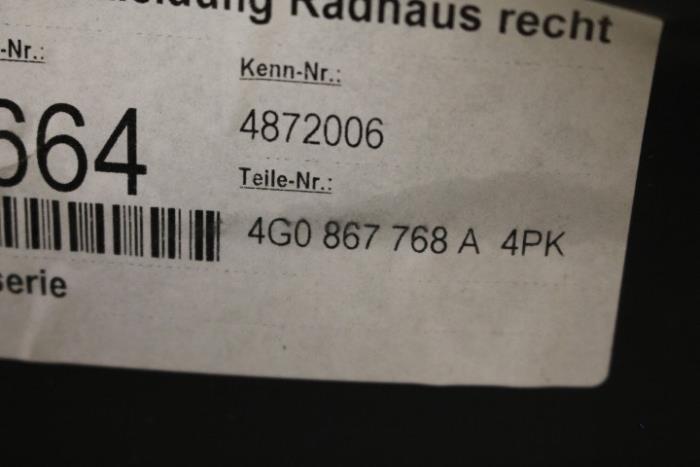 Radhaus recht
-Nr.:
Kenn-Nr.:
664
4872006
Teile-Nr.:
4G0 867 768 A 4PK
serie